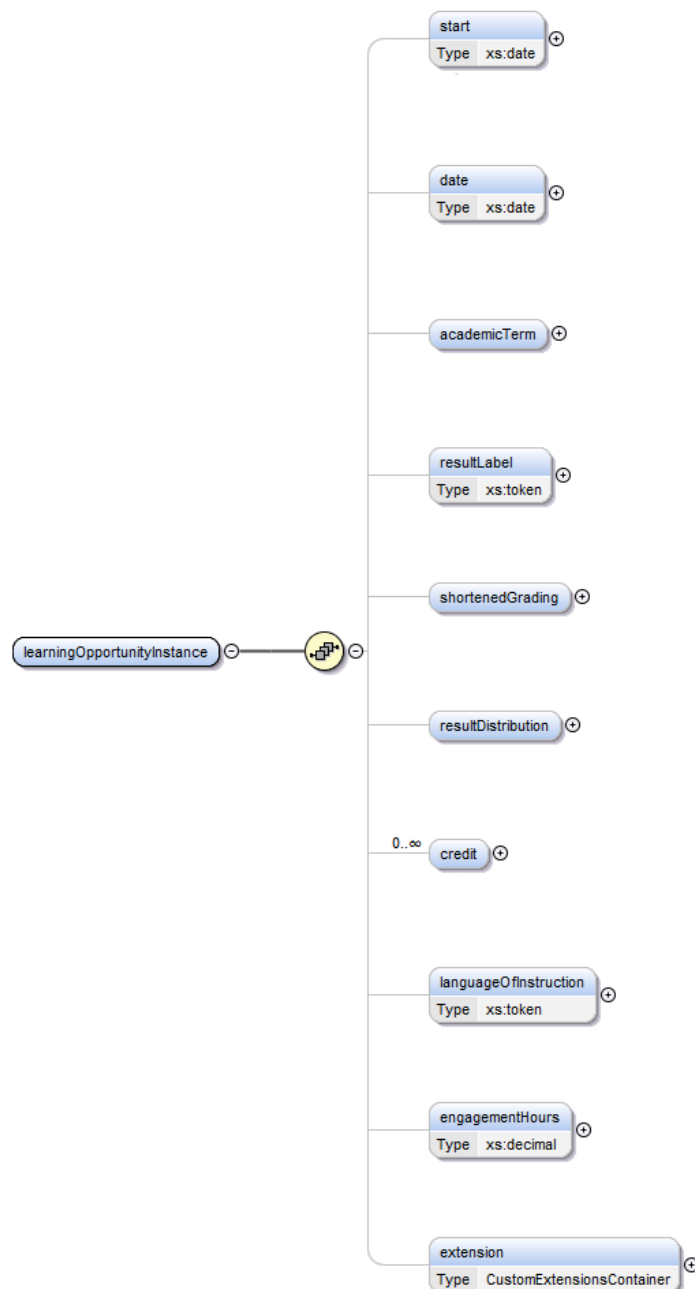 start
Type xs:date
date
Type xs:date
academicTerm
resultLabel
Type xs:token
shortenedGrading
learningOpportunityInstance
resultDistribution
0..∞
credit
languageOfInstruction
Type xs:token
engagementHours
Type xs:decimal
extension
Type CustomExtensionsContainer